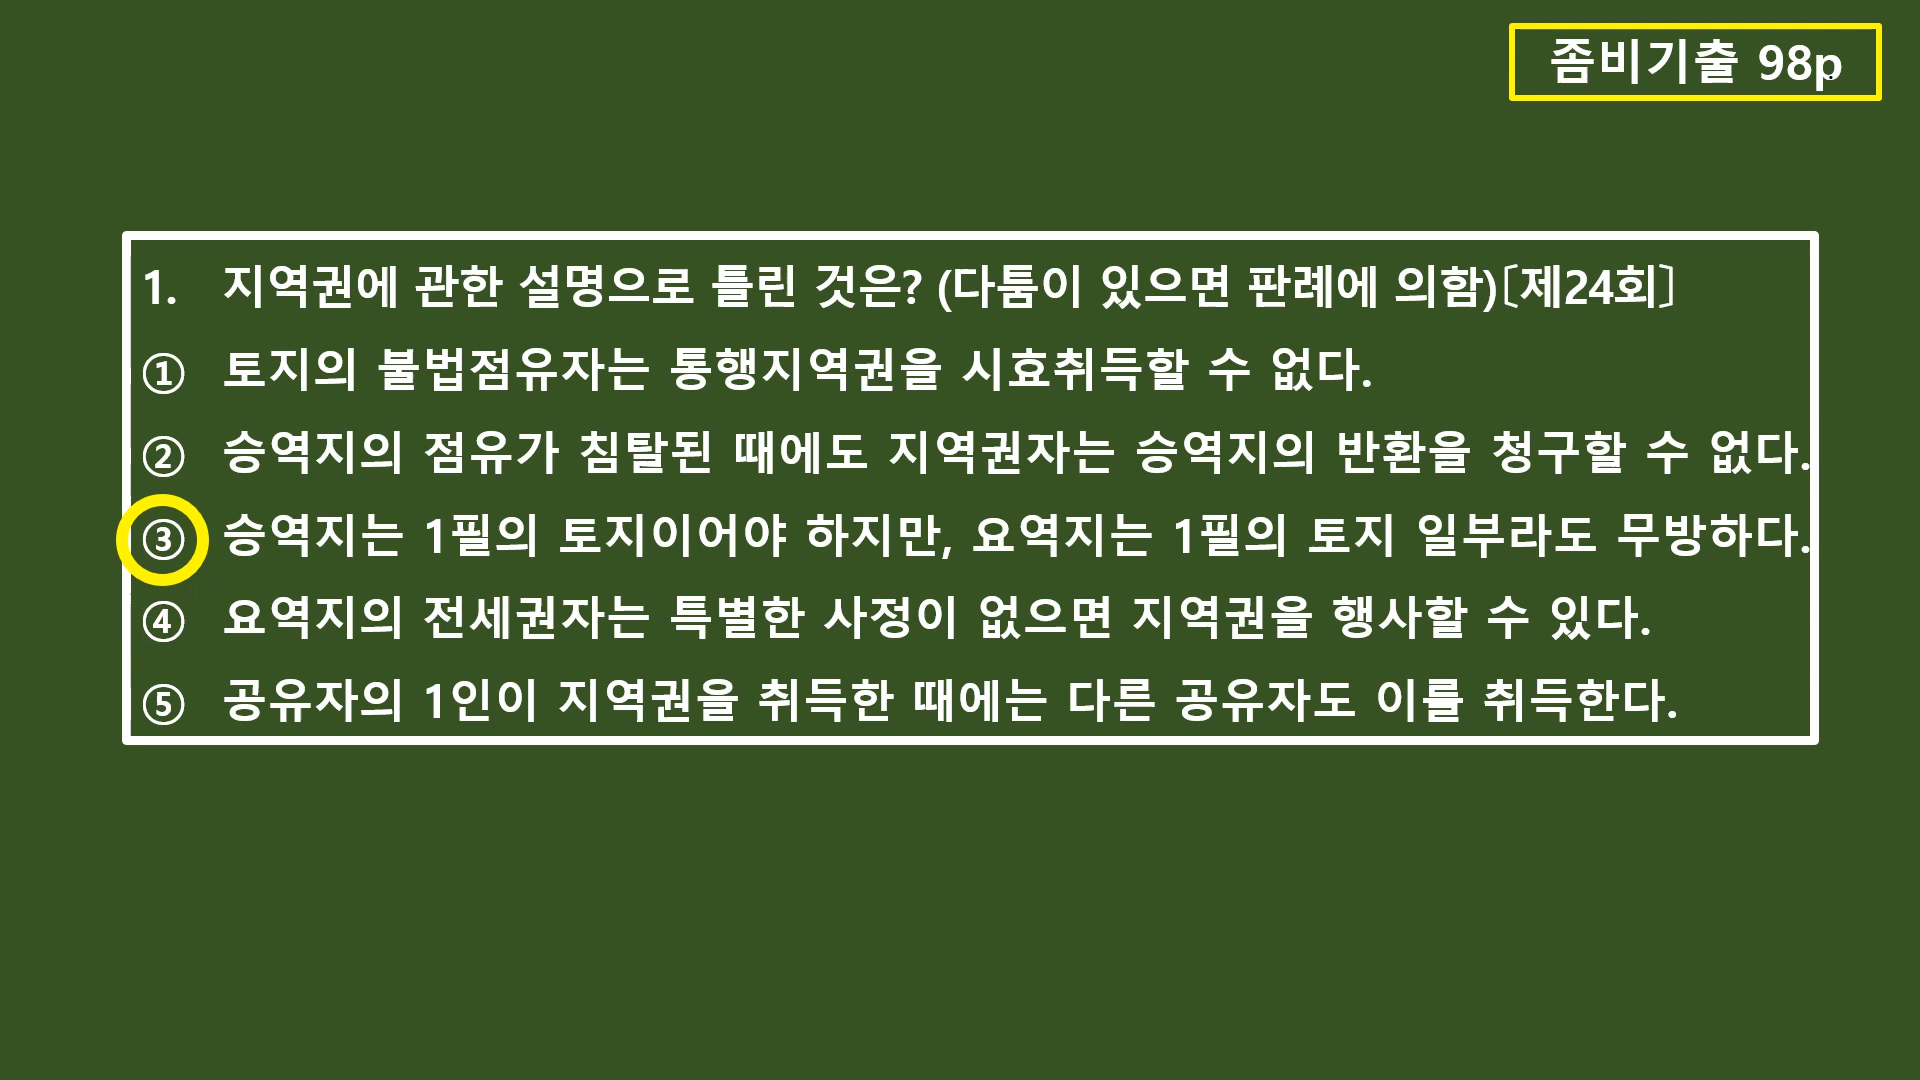 좀비기출 98p
1. 지역권에 관한 설명으로 틀린 것은? (다툼이 있으면 판례에 의함)〔제24회〕
① 토지의 불법점유자는 통행지역권을 시효취득할 수 없다.
② 승역지의 점유가 침탈된 때에도 지역권자는 승역지의 반환을 청구할 수 없다.
③ 승역지는 1필의 토지이어야 하지만, 요역지는 1필의 토지 일부라도 무방하다.
④ 요역지의 전세권자는 특별한 사정이 없으면 지역권을 행사할 수 있다.
⑤ 공유자의 1인이 지역권을 취득한 때에는 다른 공유자도 이를 취득한다.